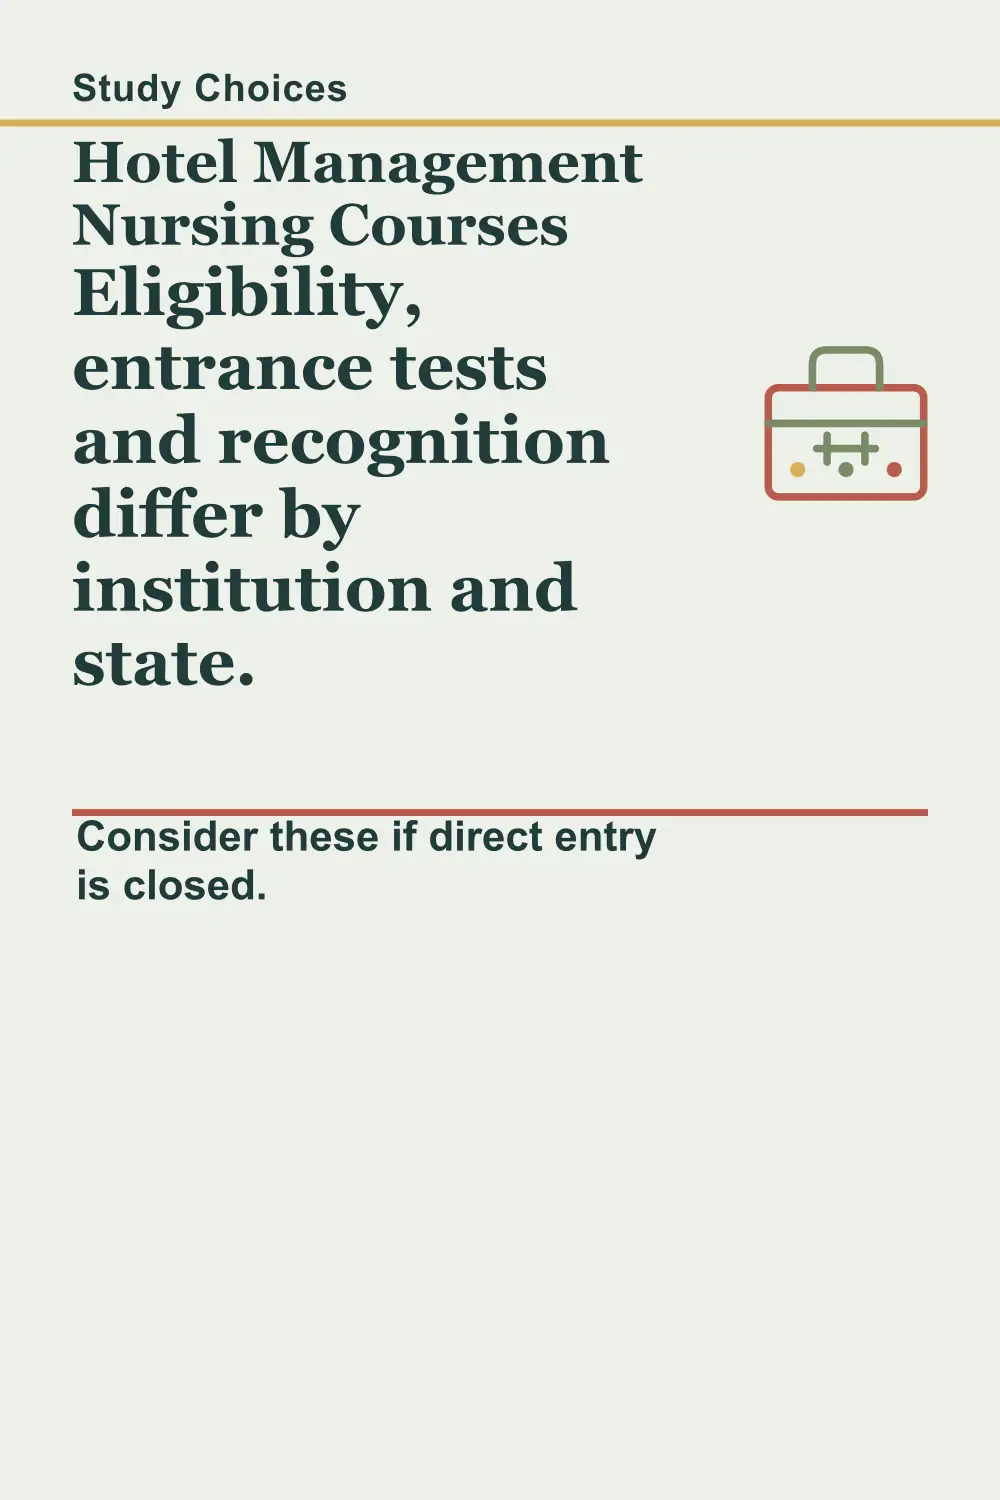 Study Choices
Hotel Management
Nursing Courses
Eligibility,
entrance tests
and recognition
differ by
institution and
state.
Consider these if direct entry
is closed.